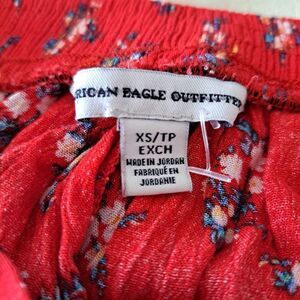 RICAN EAGLE OUTFITTE
XS/TP
EXCH
MADE IN JORDAN
FABRIQUÉ EN
JORDANIE